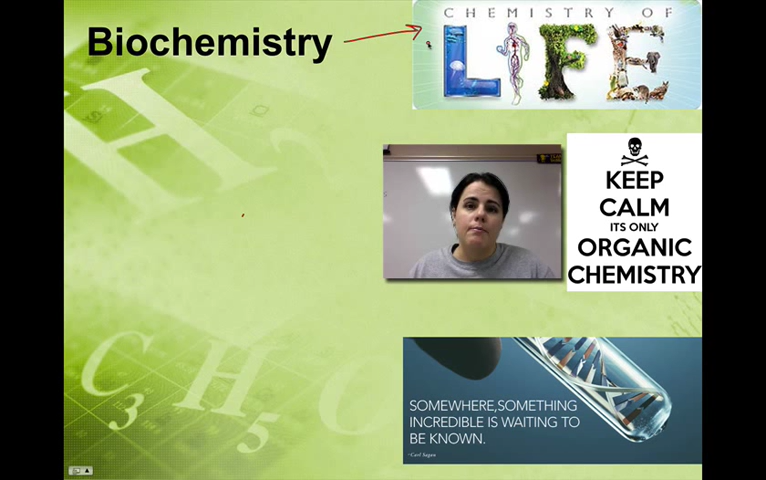 Biochemistry
CHEMISTRY OF
LIFE
KEEP
CALM
ITS ONLY
ORGANIC
CHEMISTRY
H
C3H5C
SOMEWHERE,SOMETHING
INCREDIBLE IS WAITING TO
BE KNOWN.
-Carl Sagan